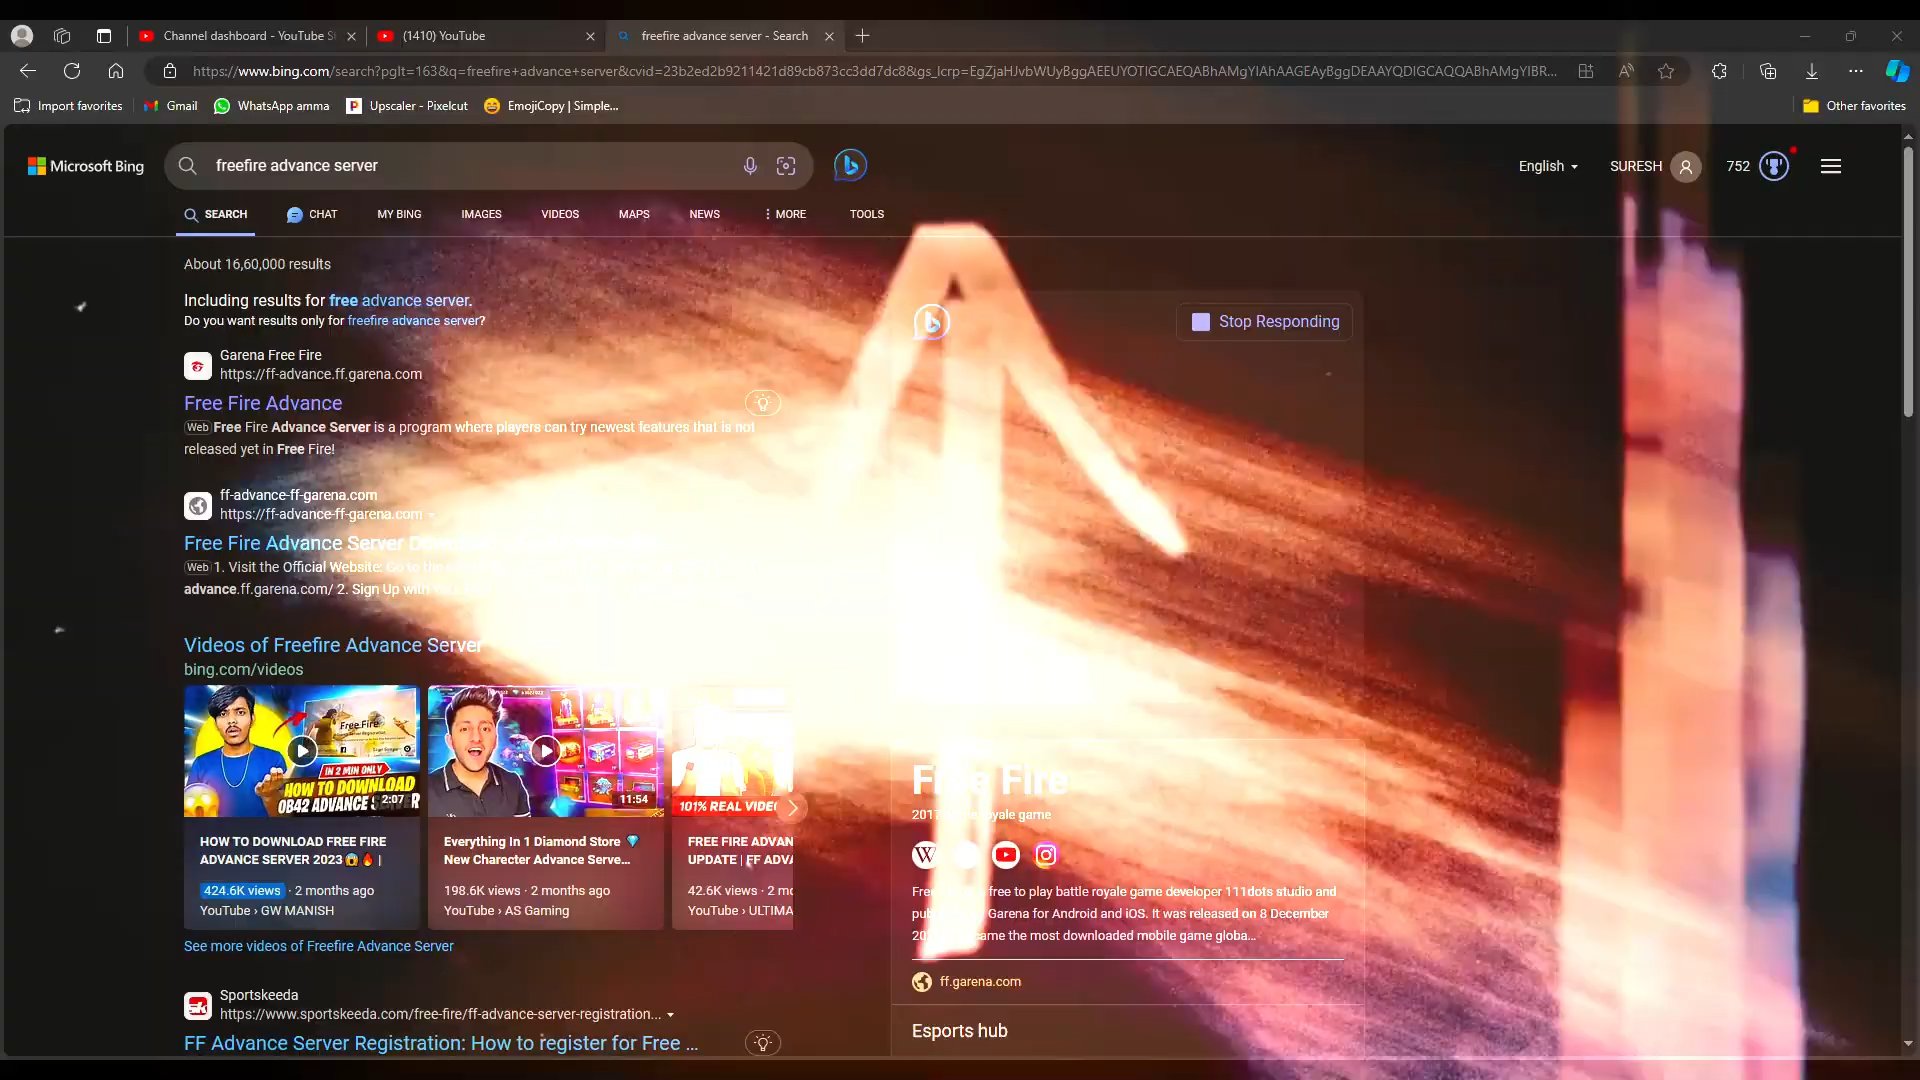 Channel dashboard - YouTube S
(1410) YouTube
freefire advance server - Search
https://www.bing.com/search?pglt=163&q=freefire+advance+server&cvid=23b2ed2b9211421d89cb873cc3dd7dc8&gs_lcrp=EgZjaHJvbWUyBggAEEUYOTIGCAEQABhAMgYIAhAAGEAyBggDEAAYQDIGCAQQABhAMgYIBR...
Import favorites
Gmail
WhatsApp amma
Upscaler - Pixelcut
EmojiCopy | Simple...
Other favorites
Microsoft Bing
freefire advance server
English
SURESH
752
SEARCH
CHAT
MY BING
IMAGES
VIDEOS
MAPS
NEWS
MORE
TOOLS
About 16,60,000 results
Including results for free advance server.
Do you want results only for freefire advance server?
Garena Free Fire
https://ff-advance.ff.garena.com
Free Fire Advance
Web Free Fire Advance Server is a program where players can try newest features that is not
released yet in Free Fire!
ff-advance-ff-garena.com
https://ff-advance-ff-garena.com
Free Fire Advance Server
Web 1. Visit the Official Website: Go to the
advance.ff.garena.com/ 2. Sign Up with
Videos of Freefire Advance Server
bing.com/videos
Free Fire
IN 2 MIN ONLY
HOW TO DOWNLOAD
OB42 ADVANCE
2:07
11:54
101% REAL VIDEO
HOW TO DOWNLOAD FREE FIRE
ADVANCE SERVER 2023😱🔥 |
424.6K views · 2 months ago
YouTube › GW MANISH
Everything In 1 Diamond Store 💎
New Charecter Advance Serve...
198.6K views · 2 months ago
YouTube › AS Gaming
FREE FIRE ADVAN
UPDATE | FF ADVA
42.6K views · 2 mo
YouTube › ULTIMA
See more videos of Freefire Advance Server
Sportskeeda
https://www.sportskeeda.com/free-fire/ff-advance-server-registration...
FF Advance Server Registration: How to register for Free ...
Stop Responding
Free Fire
2017 royale game
free to play battle royale game developer 111dots studio and
Garena for Android and iOS. It was released on 8 December
the most downloaded mobile game globa...
ff.garena.com
Esports hub